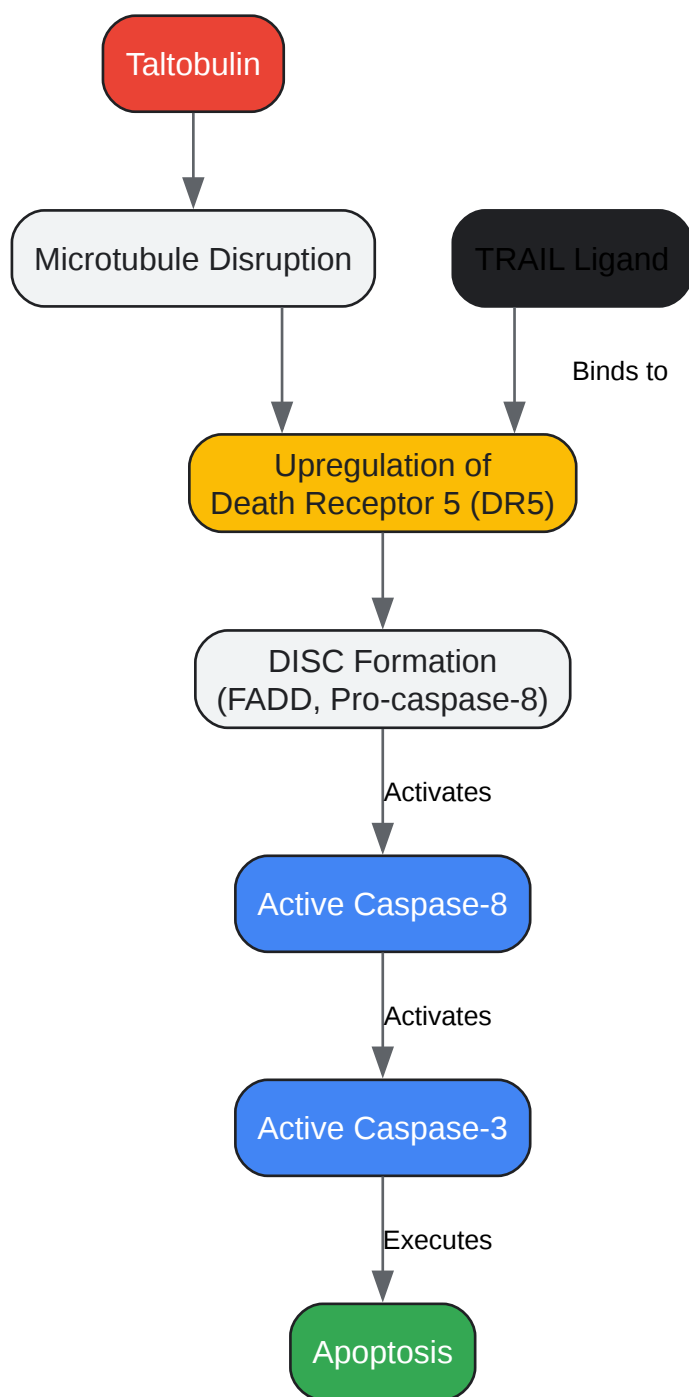 Taltobulin
Microtubule Disruption
TRAIL Ligand
Binds to
Upregulation of
Death Receptor 5 (DR5)
DISC Formation
(FADD, Pro-caspase-8)
Activates
Active Caspase-8
Activates
Active Caspase-3
Executes
Apoptosis